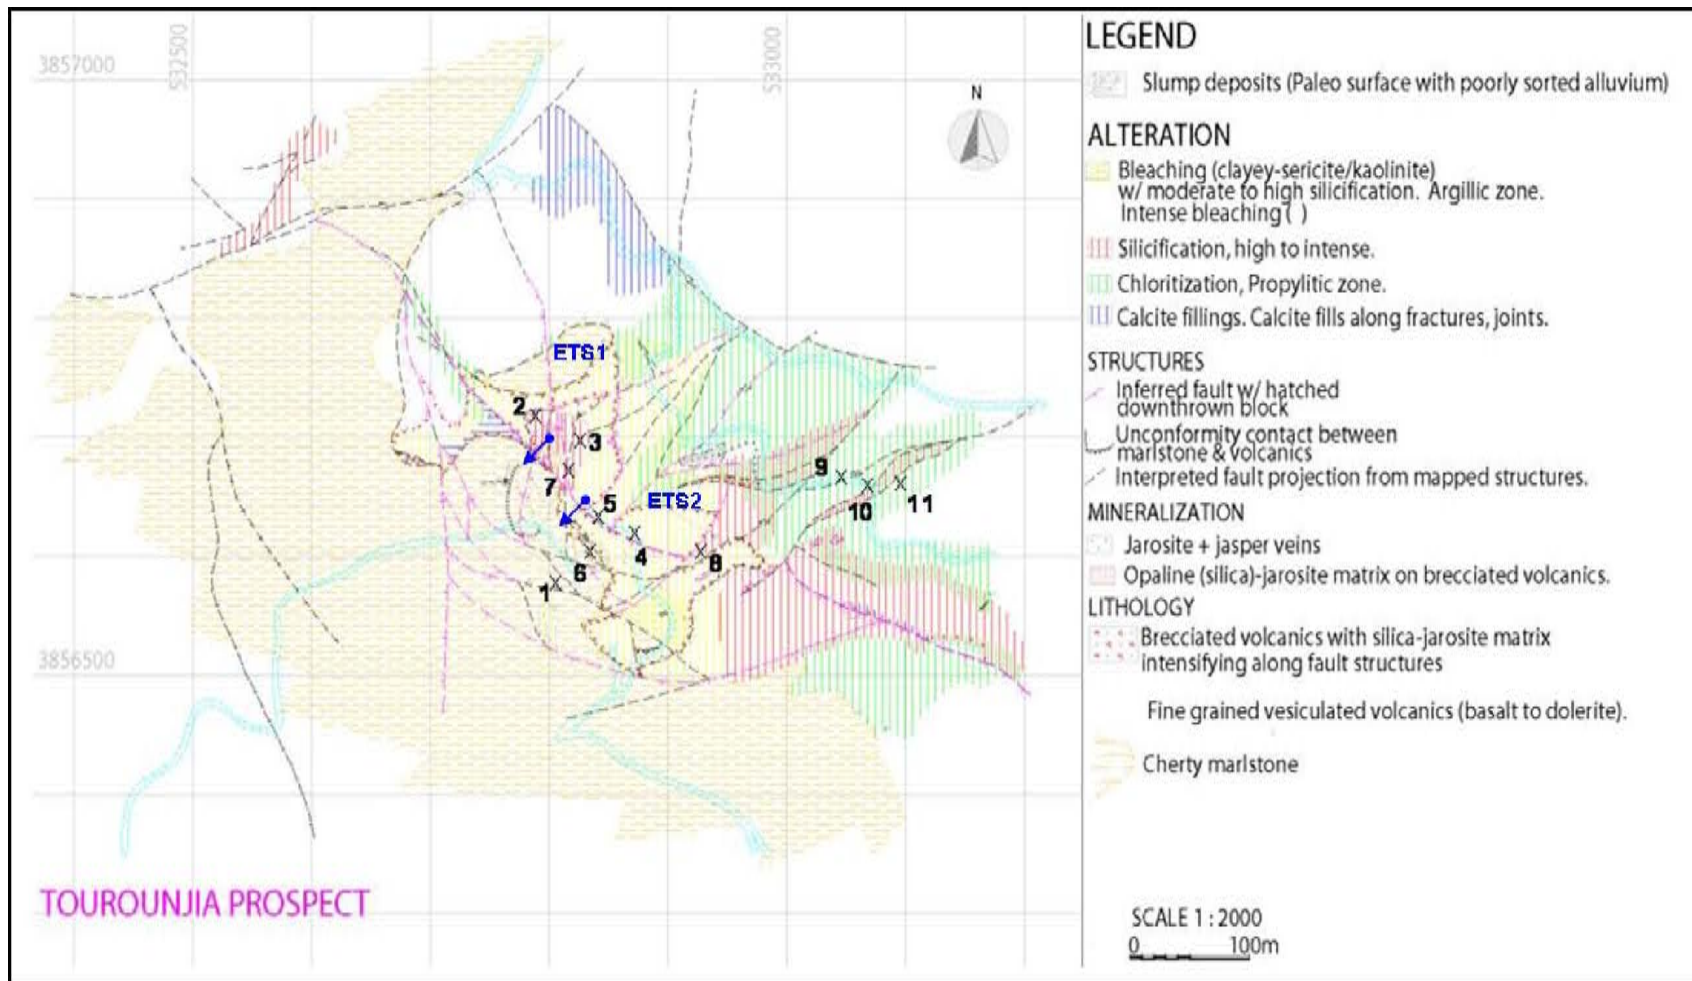 3857000
532500
533000
N
ETS1
2
3
7
5
ETS2
9
10
11
4
6
8
1
3856500
TOUROUNJIA PROSPECT
LEGEND
Slump deposits (Paleo surface with poorly sorted alluvium)
ALTERATION
Bleaching (clayey-sericite/kaolinite)
w/ moderate to high silicification. Argillic zone.
Intense bleaching ( )
Silicification, high to intense.
Chloritization, Propylitic zone.
Calcite fillings. Calcite fills along fractures, joints.
STRUCTURES
Inferred fault w/ hatched
downthrown block
Unconformity contact between
marlstone & volcanics
Interpreted fault projection from mapped structures.
MINERALIZATION
Jarosite + jasper veins
Opaline (silica)-jarosite matrix on brecciated volcanics.
LITHOLOGY
Brecciated volcanics with silica-jarosite matrix
intensifying along fault structures
Fine grained vesiculated volcanics (basalt to dolerite).
Cherty marlstone
SCALE 1 : 2000
0 100m